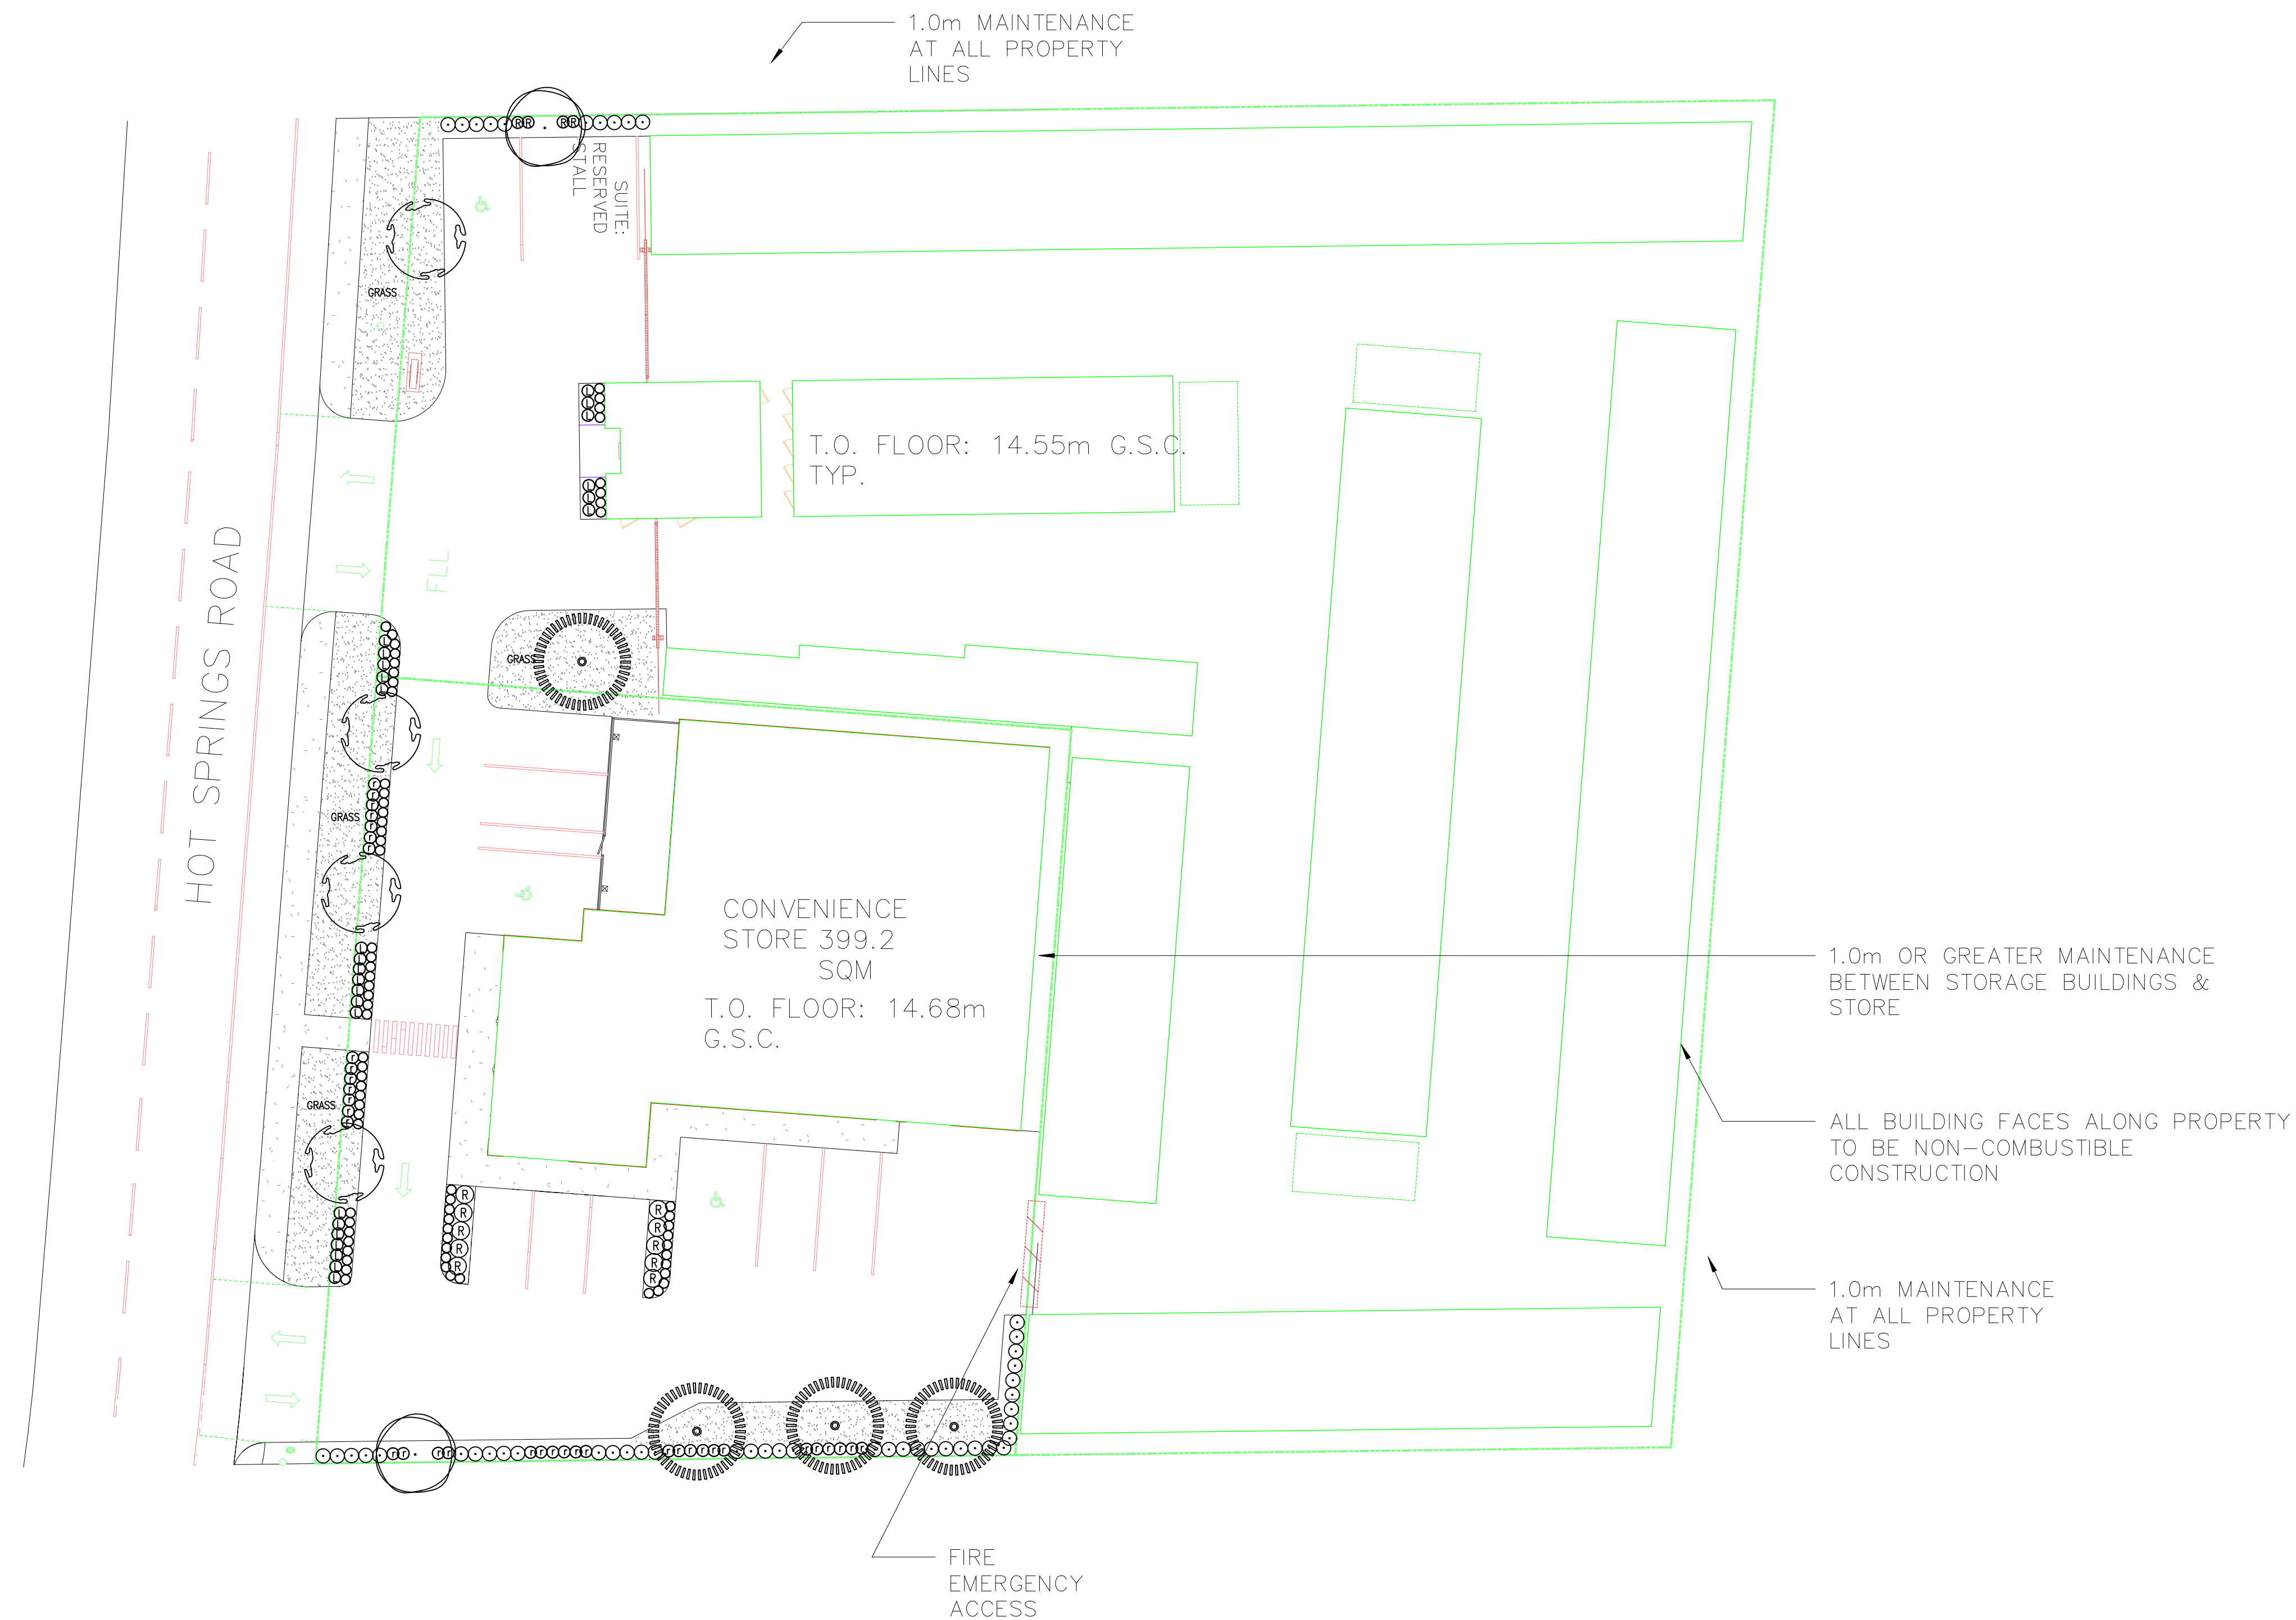 1.0m MAINTENANCE
AT ALL PROPERTY
LINES
SUITE:
RESERVED
STALL
GRASS
T.O. FLOOR: 14.55m G.S.C.
TYP.
HOT SPRINGS ROAD
GRASS
GRASS
CONVENIENCE
STORE 399.2
SQM
T.O. FLOOR: 14.68m
G.S.C.
GRASS
1.0m OR GREATER MAINTENANCE
BETWEEN STORAGE BUILDINGS &
STORE
ALL BUILDING FACES ALONG PROPERTY
TO BE NON-COMBUSTIBLE
CONSTRUCTION
1.0m MAINTENANCE
AT ALL PROPERTY
LINES
FIRE
EMERGENCY
ACCESS